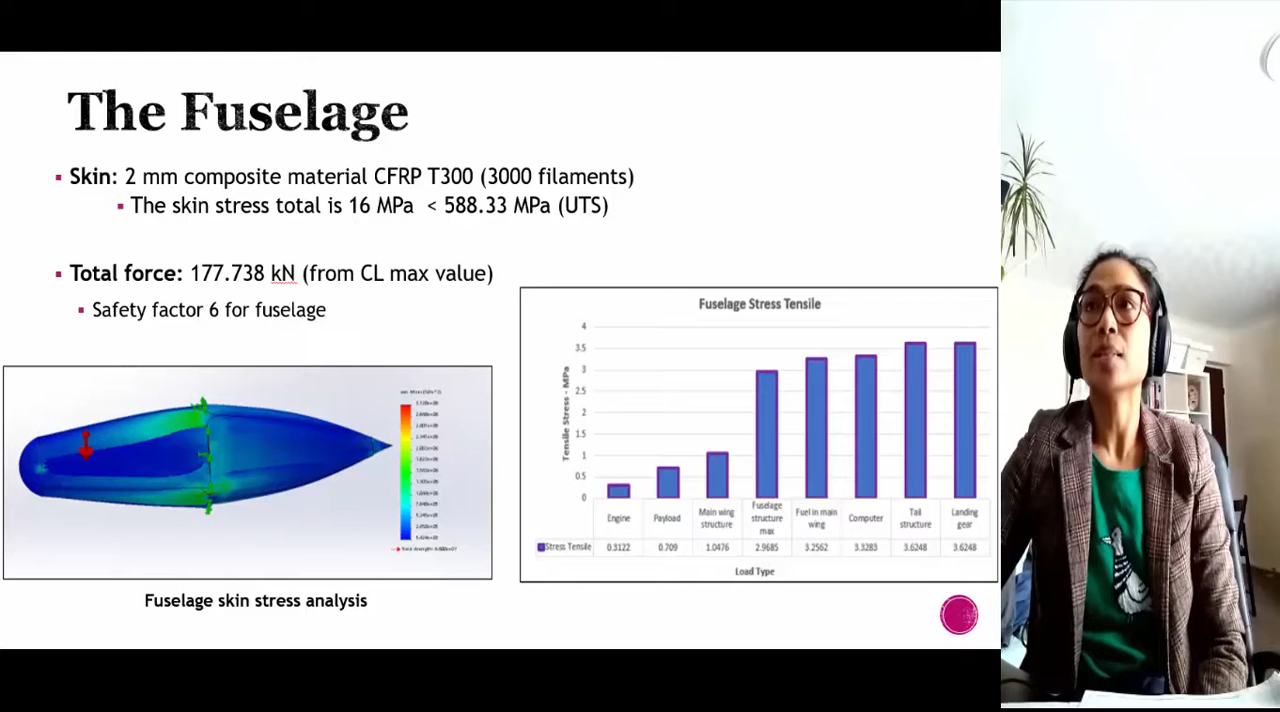 The Fuselage
Skin: 2 mm composite material CFRP T300 (3000 filaments)
The skin stress total is 16 MPa < 588.33 MPa (UTS)
Total force: 177.738 kN (from CL max value)
Safety factor 6 for fuselage
Fuselage skin stress analysis
Fuselage Stress Tensile
Tensile Stress - MPa
4
3.5
3
2.5
2
1.5
1
0.5
0
Engine Payload Main wing structure Fuselage structure max Fuel in main wing Computer Tail structure Landing gear
Stress Tensile 0.3122 0.709 1.0476 2.9685 3.2562 3.3283 3.6248 3.6248
Load Type